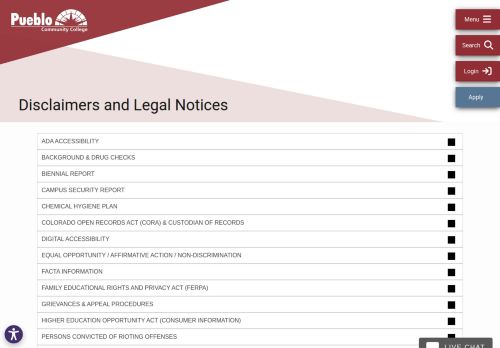 Pueblo
Community College
Menu
Search
Login
Apply
Disclaimers and Legal Notices
ADA ACCESSIBILITY
BACKGROUND & DRUG CHECKS
BIENNIAL REPORT
CAMPUS SECURITY REPORT
CHEMICAL HYGIENE PLAN
COLORADO OPEN RECORDS ACT (CORA) & CUSTODIAN OF RECORDS
DIGITAL ACCESSIBILITY
EQUAL OPPORTUNITY / AFFIRMATIVE ACTION / NON-DISCRIMINATION
FACTA INFORMATION
FAMILY EDUCATIONAL RIGHTS AND PRIVACY ACT (FERPA)
GRIEVANCES & APPEAL PROCEDURES
HIGHER EDUCATION OPPORTUNITY ACT (CONSUMER INFORMATION)
PERSONS CONVICTED OF RIOTING OFFENSES
LIVE CHAT